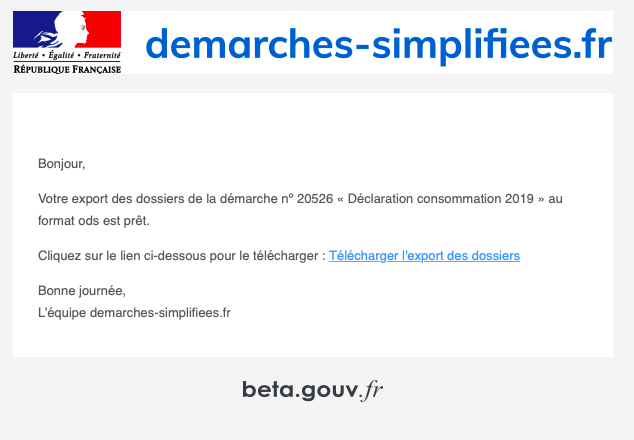 Liberté • Égalité • Fraternité
RÉPUBLIQUE FRANÇAISE
demarches-simplifiees.fr
Bonjour,
Votre export des dossiers de la démarche nº 20526 « Déclaration consommation 2019 » au
format ods est prêt.
Cliquez sur le lien ci-dessous pour le télécharger : Télécharger l'export des dossiers
Bonne journée,
L'équipe demarches-simplifiees.fr
beta.gouv.fr